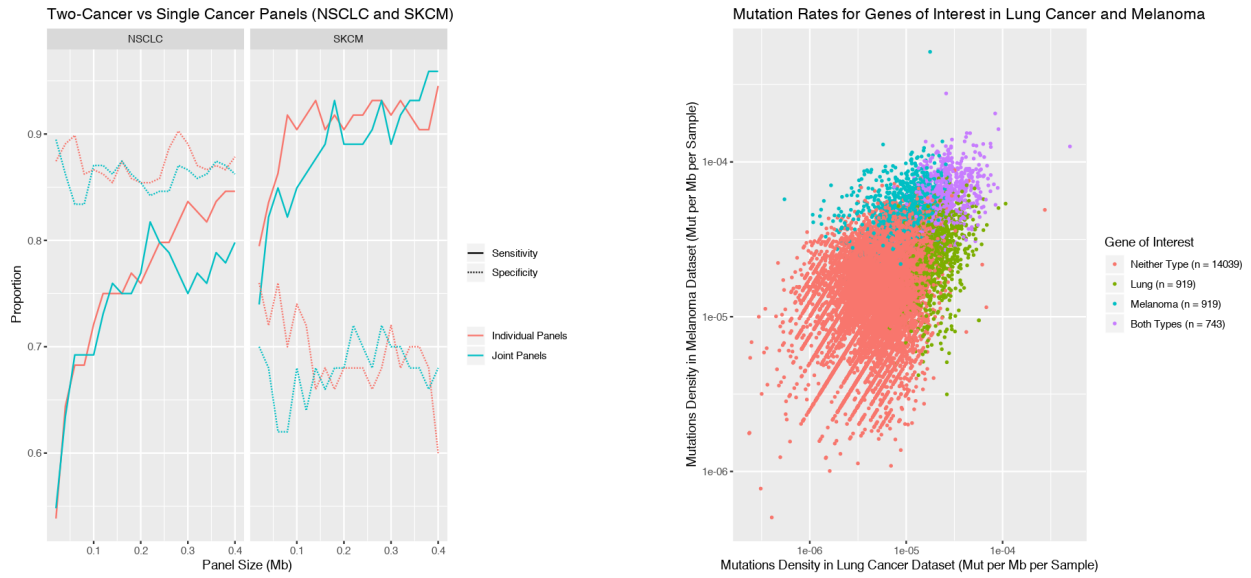 Two-Cancer vs Single Cancer Panels (NSCLC and SKCM)
NSCLC
SKCM
Proportion
0.9
0.8
0.7
0.6
0.1
0.2
0.3
0.4
0.1
0.2
0.3
0.4
Panel Size (Mb)
Sensitivity
Specificity
Individual Panels
Joint Panels
Mutation Rates for Genes of Interest in Lung Cancer and Melanoma
Mutations Density in Melanoma Dataset (Mut per Mb per Sample)
1e-04
1e-05
1e-06
1e-06
1e-05
1e-04
Mutations Density in Lung Cancer Dataset (Mut per Mb per Sample)
Gene of Interest
Neither Type (n = 14039)
Lung (n = 919)
Melanoma (n = 919)
Both Types (n = 743)